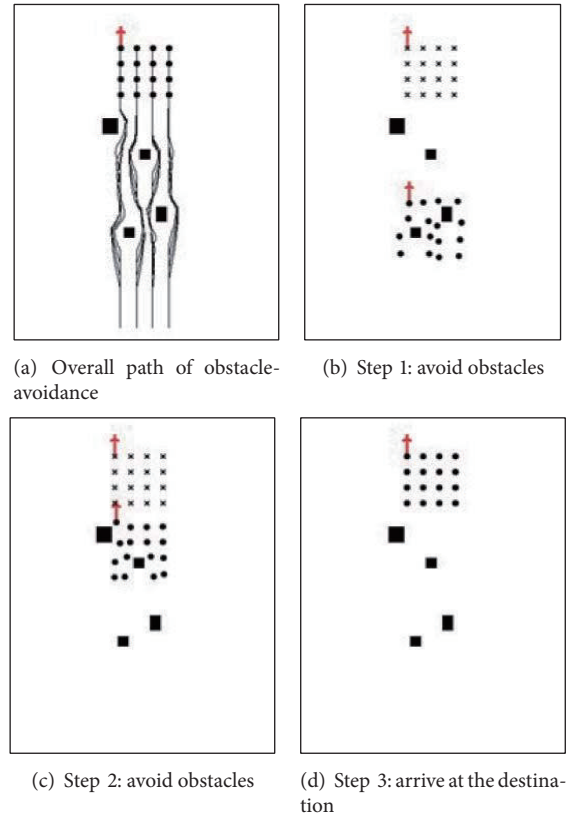 (a) Overall path of obstacle-
avoidance
(b) Step 1: avoid obstacles
(c) Step 2: avoid obstacles
(d) Step 3: arrive at the destina-
tion